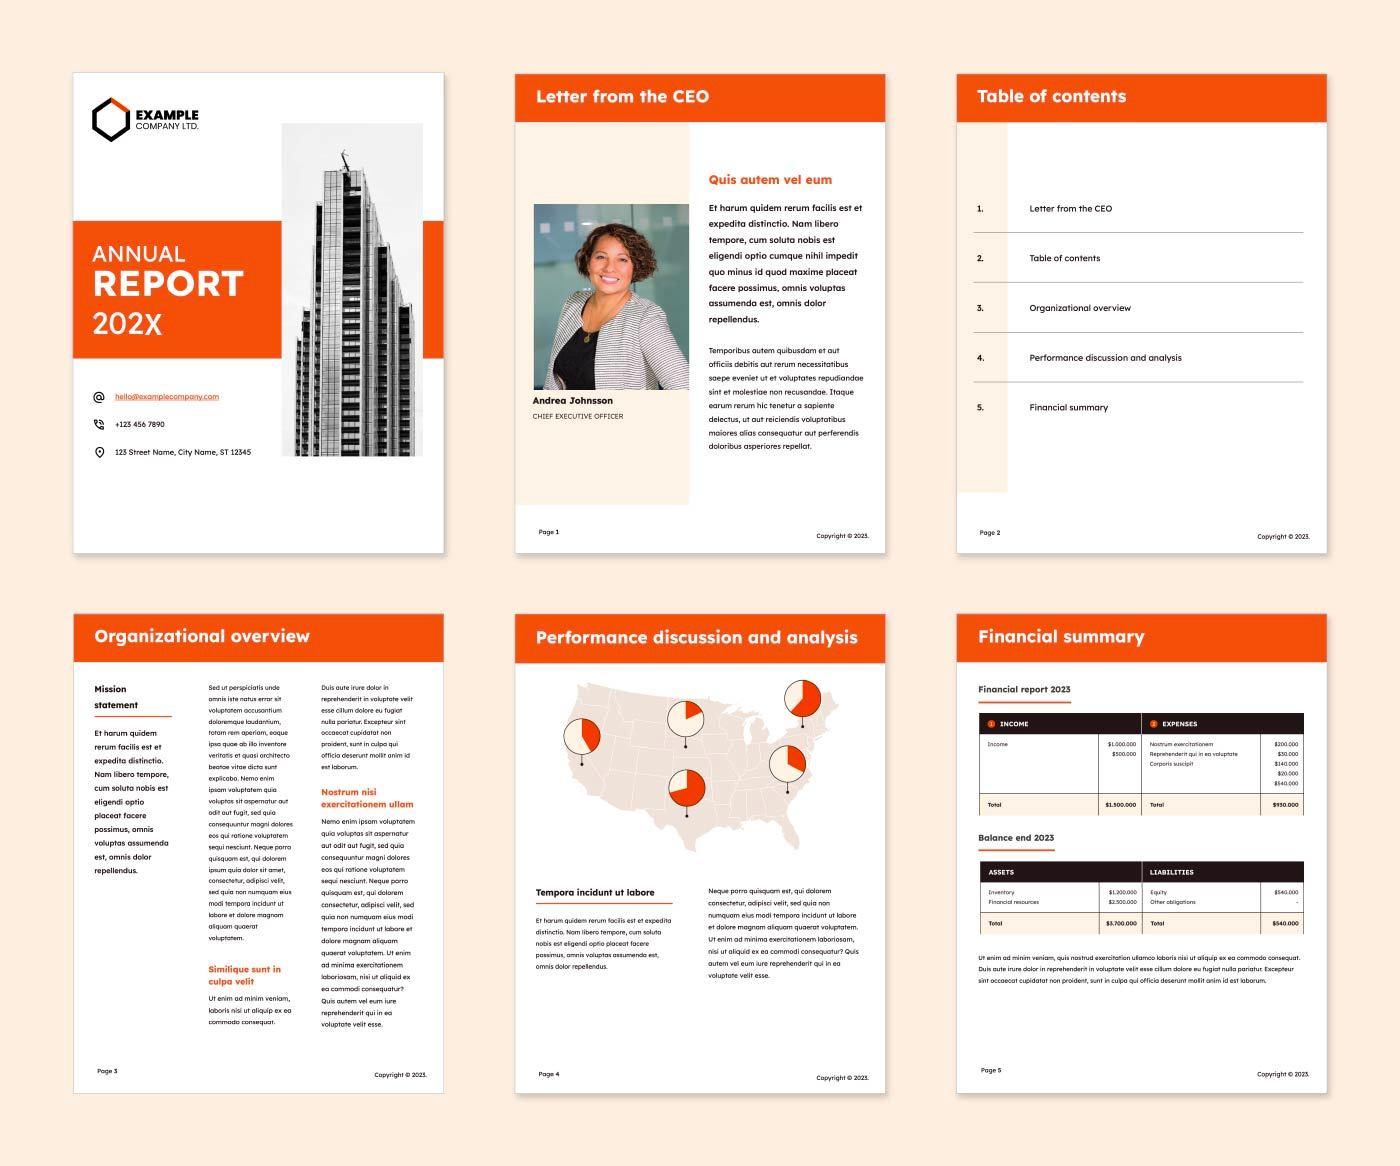 EXAMPLE
COMPANY LTD.
ANNUAL
REPORT
202X
hello@examplecompany.com
+123 456 7890
123 Street Name, City Name, ST 12345
Letter from the CEO
Andrea Johnsson
CHIEF EXECUTIVE OFFICER
Quis autem vel eum
Et harum quidem rerum facilis est et
expedita distinctio. Nam libero
tempore, cum soluta nobis est
eligendi optio cumque nihil impedit
quo minus id quod maxime placeat
facere possimus, omnis voluptas
assumenda est, omnis dolor
repellendus.
Temporibus autem quibusdam et aut
officiis debitis aut rerum necessitatibus
saepe eveniet ut et voluptates repudiandae
sint et molestiae non recusandae. Itaque
earum rerum hic tenetur a sapiente
delectus, ut aut reiciendis voluptatibus
maiores alias consequatur aut perferendis
doloribus asperiores repellat.
Page 1
Copyright © 2023.
Table of contents
1. Letter from the CEO
2. Table of contents
3. Organizational overview
4. Performance discussion and analysis
5. Financial summary
Page 2
Copyright © 2023.
Organizational overview
Mission
statement
Et harum quidem
rerum facilis est et
expedita distinctio.
Nam libero tempore,
cum soluta nobis est
eligendi optio
placeat facere
possimus, omnis
voluptas assumenda
est, omnis dolor
repellendus.
Sed ut perspiciatis unde
omnis iste natus error sit
voluptatem accusantium
doloremque laudantium,
totam rem aperiam, eaque
ipsa quae ab illo inventore
veritatis et quasi architecto
beatae vitae dicta sunt
explicabo. Nemo enim
ipsam voluptatem quia
voluptas sit aspernatur aut
odit aut fugit, sed quia
consequuntur magni dolores
eos qui ratione voluptatem
sequi nesciunt. Neque porro
quisquam est, qui dolorem
ipsum quia dolor sit amet,
consectetur, adipisci velit,
sed quia non numquam eius
modi tempora incidunt ut
labore et dolore magnam
aliquam quaerat
voluptatem.
Similique sunt in
culpa velit
Ut enim ad minim veniam,
laboris nisi ut aliquip ex ea
commodo consequat.
Duis aute irure dolor in
reprehenderit in voluptate velit
esse cillum dolore eu fugiat
nulla pariatur. Excepteur sint
occaecat cupidatat non
proident, sunt in culpa qui
officia deserunt mollit anim id
est laborum.
Nostrum nisi
exercitationem ullam
Nemo enim ipsam voluptatem
quia voluptas sit aspernatur
aut odit aut fugit, sed quia
consequuntur magni dolores
eos qui ratione voluptatem
sequi nesciunt. Neque porro
quisquam est, qui dolorem
consectetur, adipisci velit, sed
quia non numquam eius modi
tempora incidunt ut labore et
dolore magnam aliquam
quaerat voluptatem. Ut enim
ad minima exercitationem
laboriosam, nisi ut aliquid ex
ea commodi consequatur?
Quis autem vel eum iure
reprehenderit qui in ea
voluptate velit esse.
Page 3
Copyright © 2023.
Performance discussion and analysis
Tempora incidunt ut labore
Et harum quidem rerum facilis est et expedita
distinctio. Nam libero tempore, cum soluta
nobis est eligendi optio placeat facere
possimus, omnis voluptas assumenda est,
omnis dolor repellendus.
Neque porro quisquam est, qui dolorem
consectetur, adipisci velit, sed quia non
numquam eius modi tempora incidunt ut labore
et dolore magnam aliquam quaerat voluptatem.
Ut enim ad minima exercitationem laboriosam,
nisi ut aliquid ex ea commodi consequatur? Quis
autem vel eum iure reprehenderit qui in ea
voluptate velit esse.
Page 4
Copyright © 2023.
Financial summary
Financial report 2023
1 INCOME 2 EXPENSES
Income $1.000.000 Nostrum exercitationem $200.000
$500.000 Reprehenderit qui in ea voluptate $30.000
Corporis suscipit $140.000
$20.000
$540.000
Total $1.500.000 Total $930.000
Balance end 2023
ASSETS LIABILITIES
Inventory $1.200.000 Equity $540.000
Financial resources $2.500.000 Other obligations -
Total $3.700.000 Total $540.000
Ut enim ad minim veniam, quis nostrud exercitation ullamco laboris nisi ut aliquip ex ea commodo consequat.
Duis aute irure dolor in reprehenderit in voluptate velit esse cillum dolore eu fugiat nulla pariatur. Excepteur
sint occaecat cupidatat non proident, sunt in culpa qui officia deserunt mollit anim id est laborum.
Page 5
Copyright © 2023.